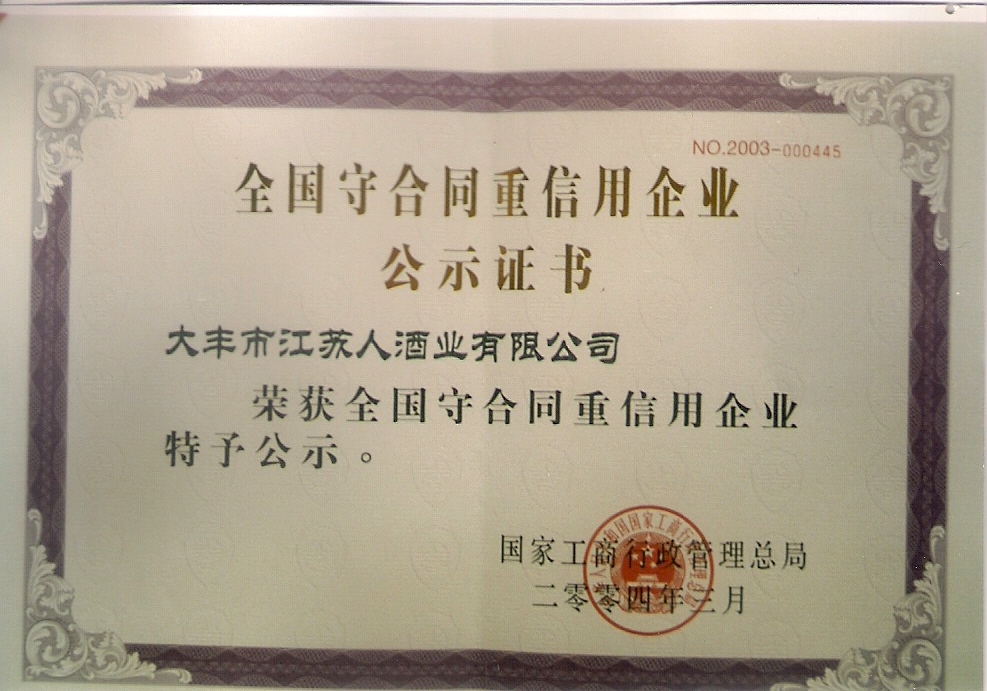 NO.2003-000445
全国守合同重信用企业
公示证书
大丰市江苏人酒业有限公司
荣获全国守合同重信用企业
特予公示。
国家工商行政管理总局
二零零四年三月